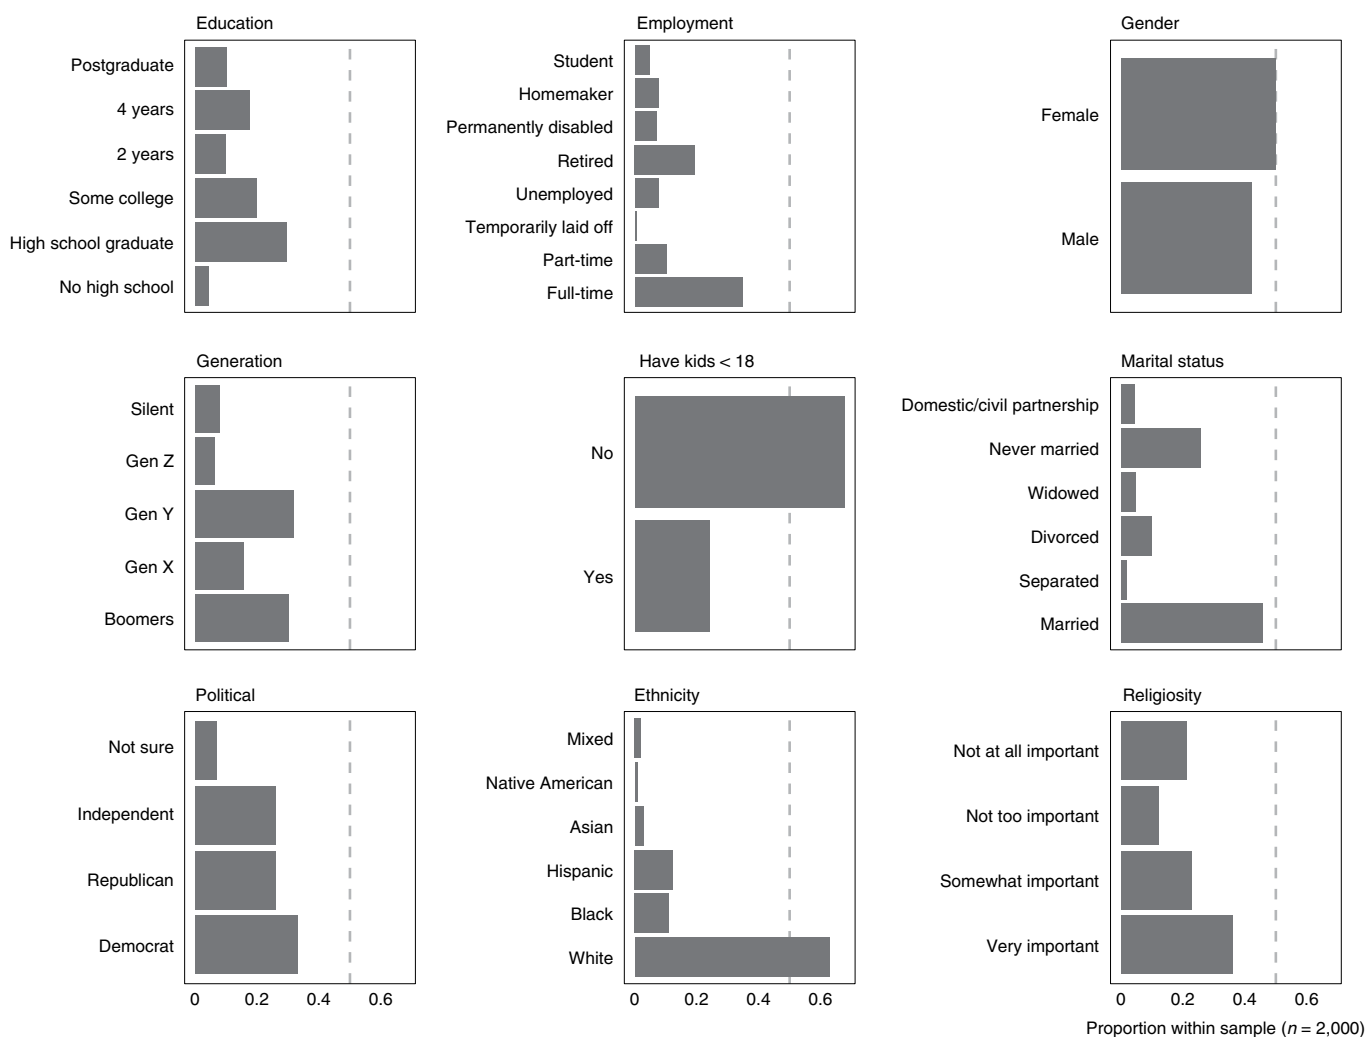 Education
Postgraduate
4 years
2 years
Some college
High school graduate
No high school
Employment
Student
Homemaker
Permanently disabled
Retired
Unemployed
Temporarily laid off
Part-time
Full-time
Gender
Female
Male
Generation
Silent
Gen Z
Gen Y
Gen X
Boomers
Have kids < 18
No
Yes
Marital status
Domestic/civil partnership
Never married
Widowed
Divorced
Separated
Married
Political
Not sure
Independent
Republican
Democrat
0 0.2 0.4 0.6
Ethnicity
Mixed
Native American
Asian
Hispanic
Black
White
0 0.2 0.4 0.6
Religiosity
Not at all important
Not too important
Somewhat important
Very important
0 0.2 0.4 0.6
Proportion within sample (n = 2,000)